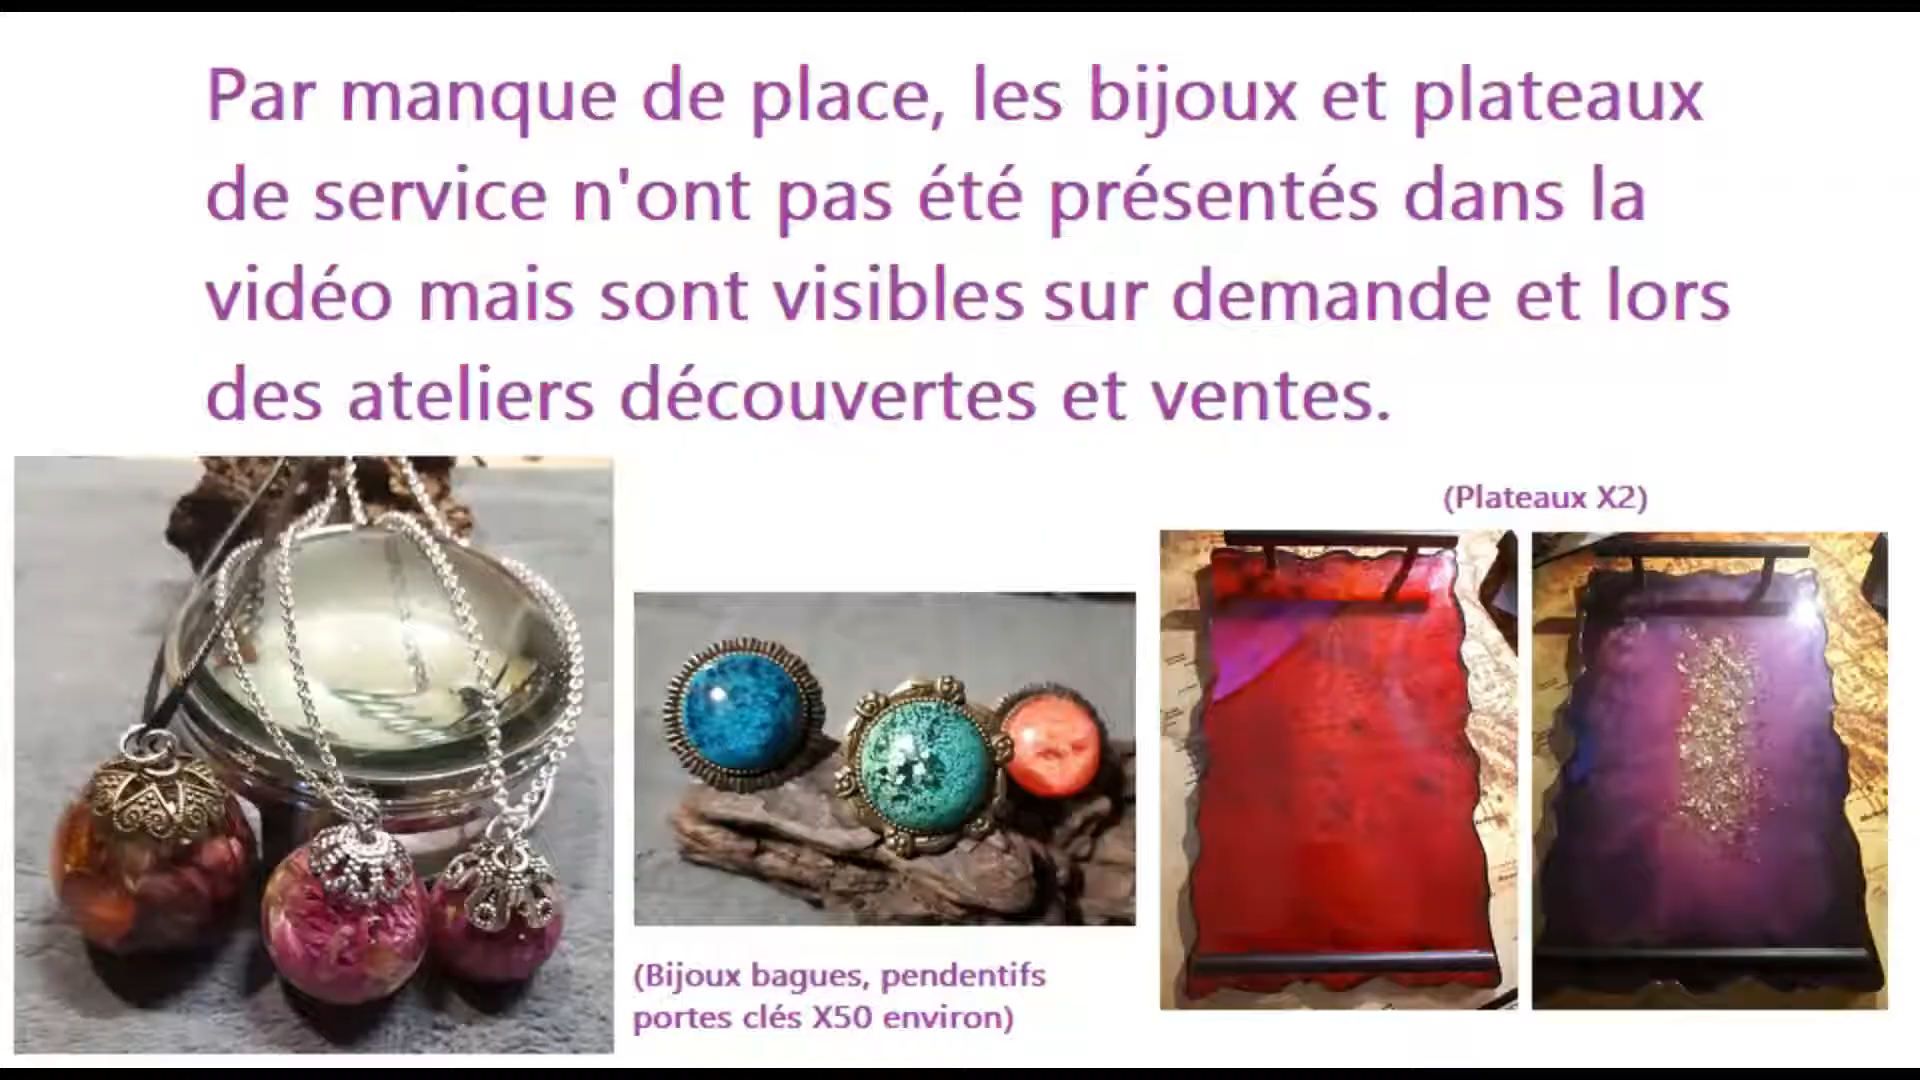 Par manque de place, les bijoux et plateaux
de service n'ont pas été présentés dans la
vidéo mais sont visibles sur demande et lors
des ateliers découvertes et ventes.
(Plateaux X2)
(Bijoux bagues, pendentifs
portes clés X50 environ)